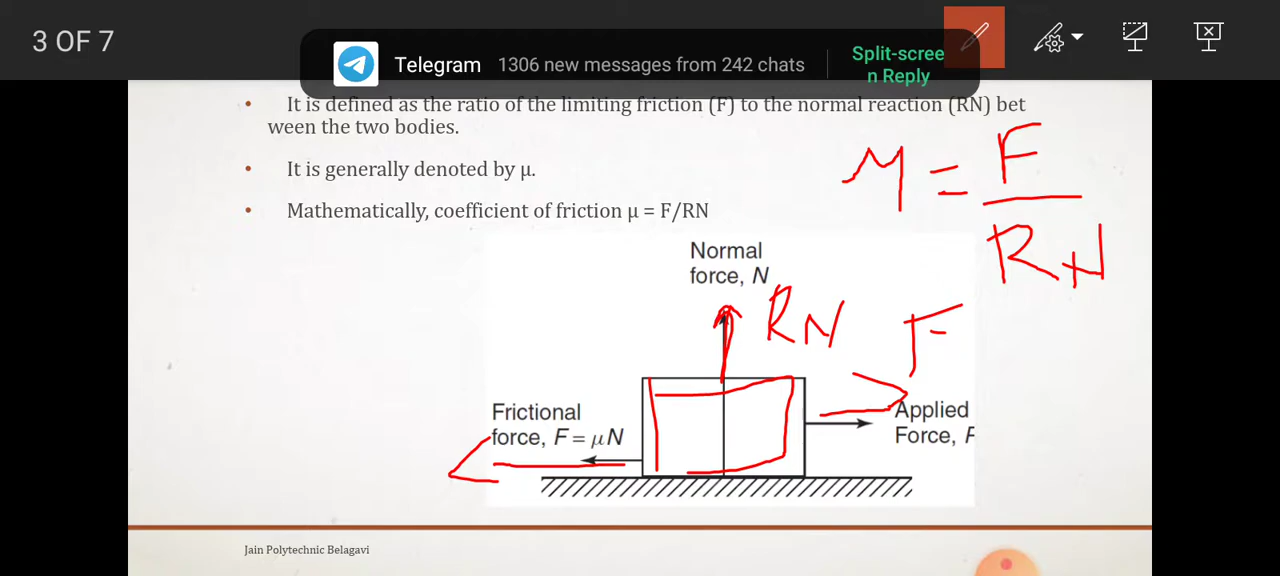 3 OF 7
Telegram 1306 new messages from 242 chats
Split-scree
n Reply
• It is defined as the ratio of the limiting friction (F) to the normal reaction (RN) bet
ween the two bodies.
• It is generally denoted by μ.
• Mathematically, coefficient of friction μ = F/RN
μ = F
RN
Normal
force, N
RN
F
Frictional
force, F = μN
Applied
Force, F
Jain Polytechnic Belagavi